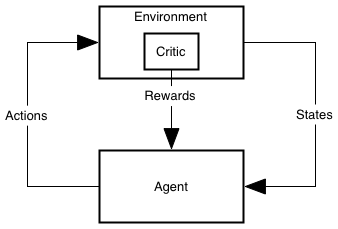 Environment
Critic
Rewards
Actions
States
Agent